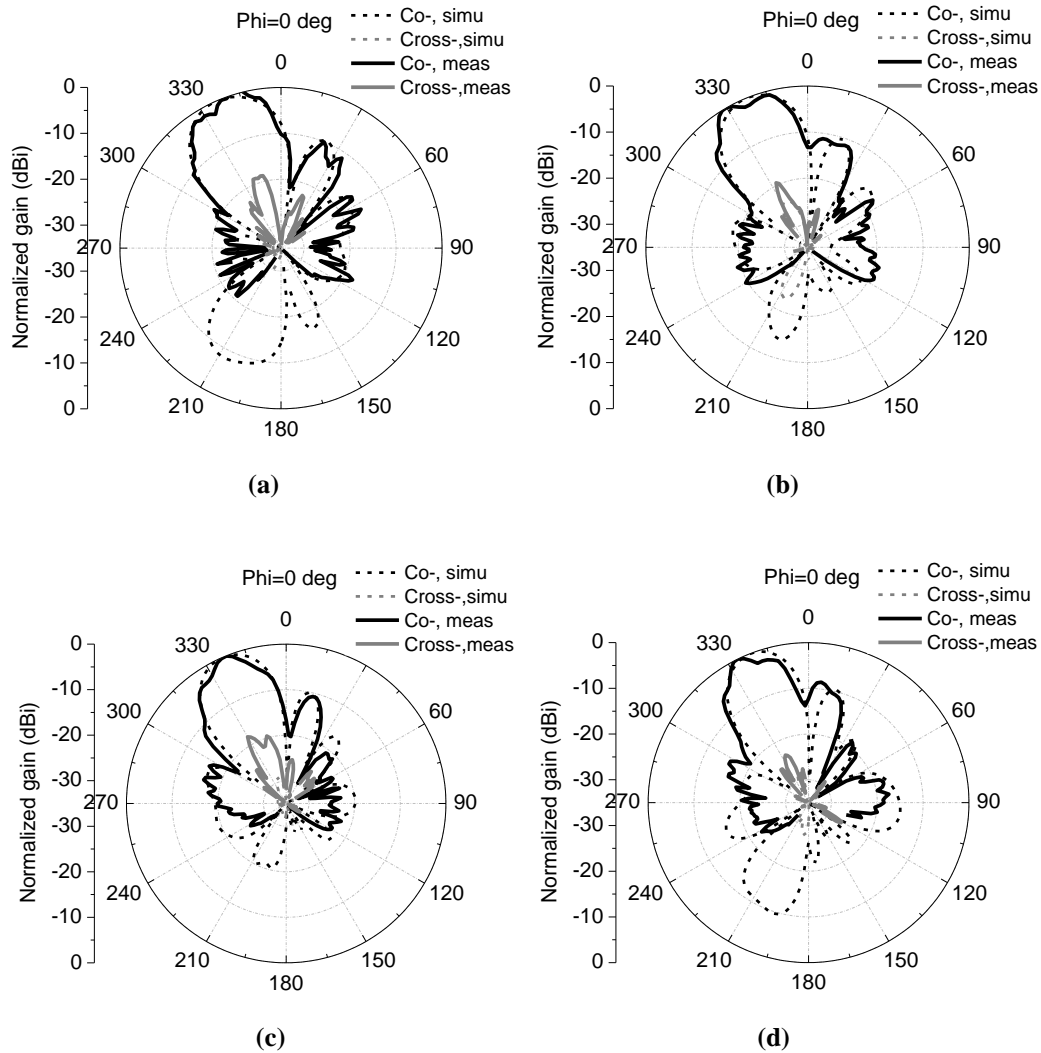 Phi=0 deg
Co-, simu
Cross-,simu
Co-, meas
Cross-,meas
Normalized gain (dBi)
0
-10
-20
-30
-30
-20
-10
0
0
60
90
120
150
180
210
240
270
300
330
(a)
Phi=0 deg
Co-, simu
Cross-,simu
Co-, meas
Cross-,meas
Normalized gain (dBi)
0
-10
-20
-30
-30
-20
-10
0
0
60
90
120
150
180
210
240
270
300
330
(b)
Phi=0 deg
Co-, simu
Cross-,simu
Co-, meas
Cross-,meas
Normalized gain (dBi)
0
-10
-20
-30
-30
-20
-10
0
0
60
90
120
150
180
210
240
270
300
330
(c)
Phi=0 deg
Co-, simu
Cross-,simu
Co-, meas
Cross-,meas
Normalized gain (dBi)
0
-10
-20
-30
-30
-20
-10
0
0
60
90
120
150
180
210
240
270
300
330
(d)